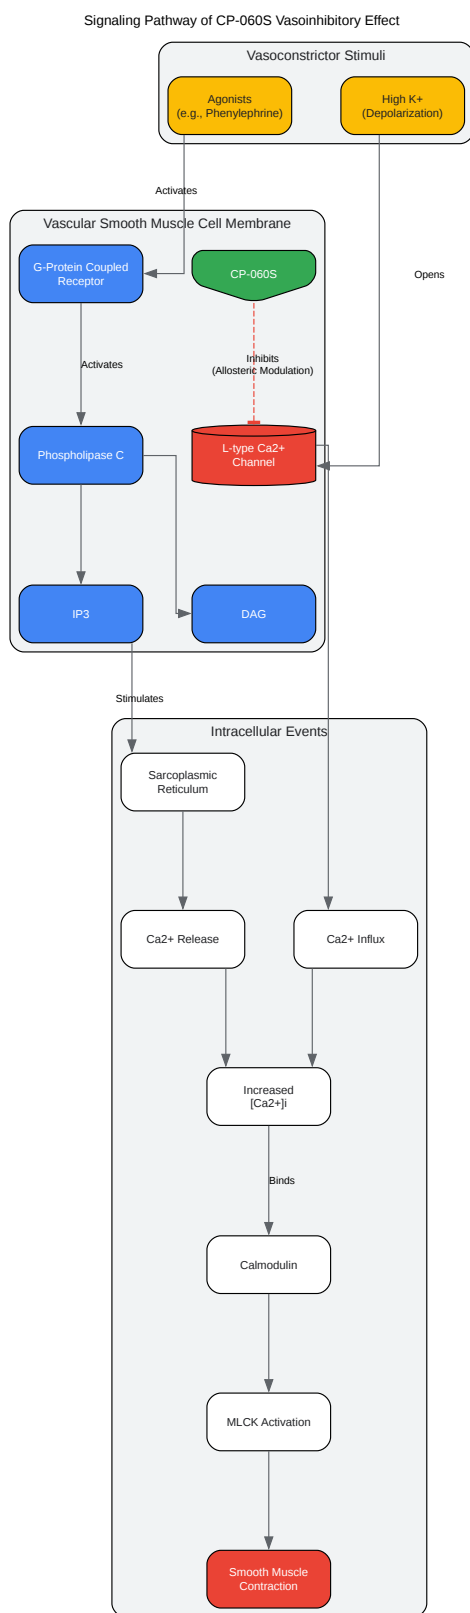 Signaling Pathway of CP-060S Vasoinhibitory Effect
Vasoconstrictor Stimuli
Agonists
(e.g., Phenylephrine)
High K+
(Depolarization)
Activates
Vascular Smooth Muscle Cell Membrane
G-Protein Coupled
Receptor
CP-060S
Opens
Activates
Inhibits
(Allosteric Modulation)
Phospholipase C
L-type Ca2+
Channel
IP3
DAG
Stimulates
Intracellular Events
Sarcoplasmic
Reticulum
Ca2+ Release
Ca2+ Influx
Increased
[Ca2+]i
Binds
Calmodulin
MLCK Activation
Smooth Muscle
Contraction